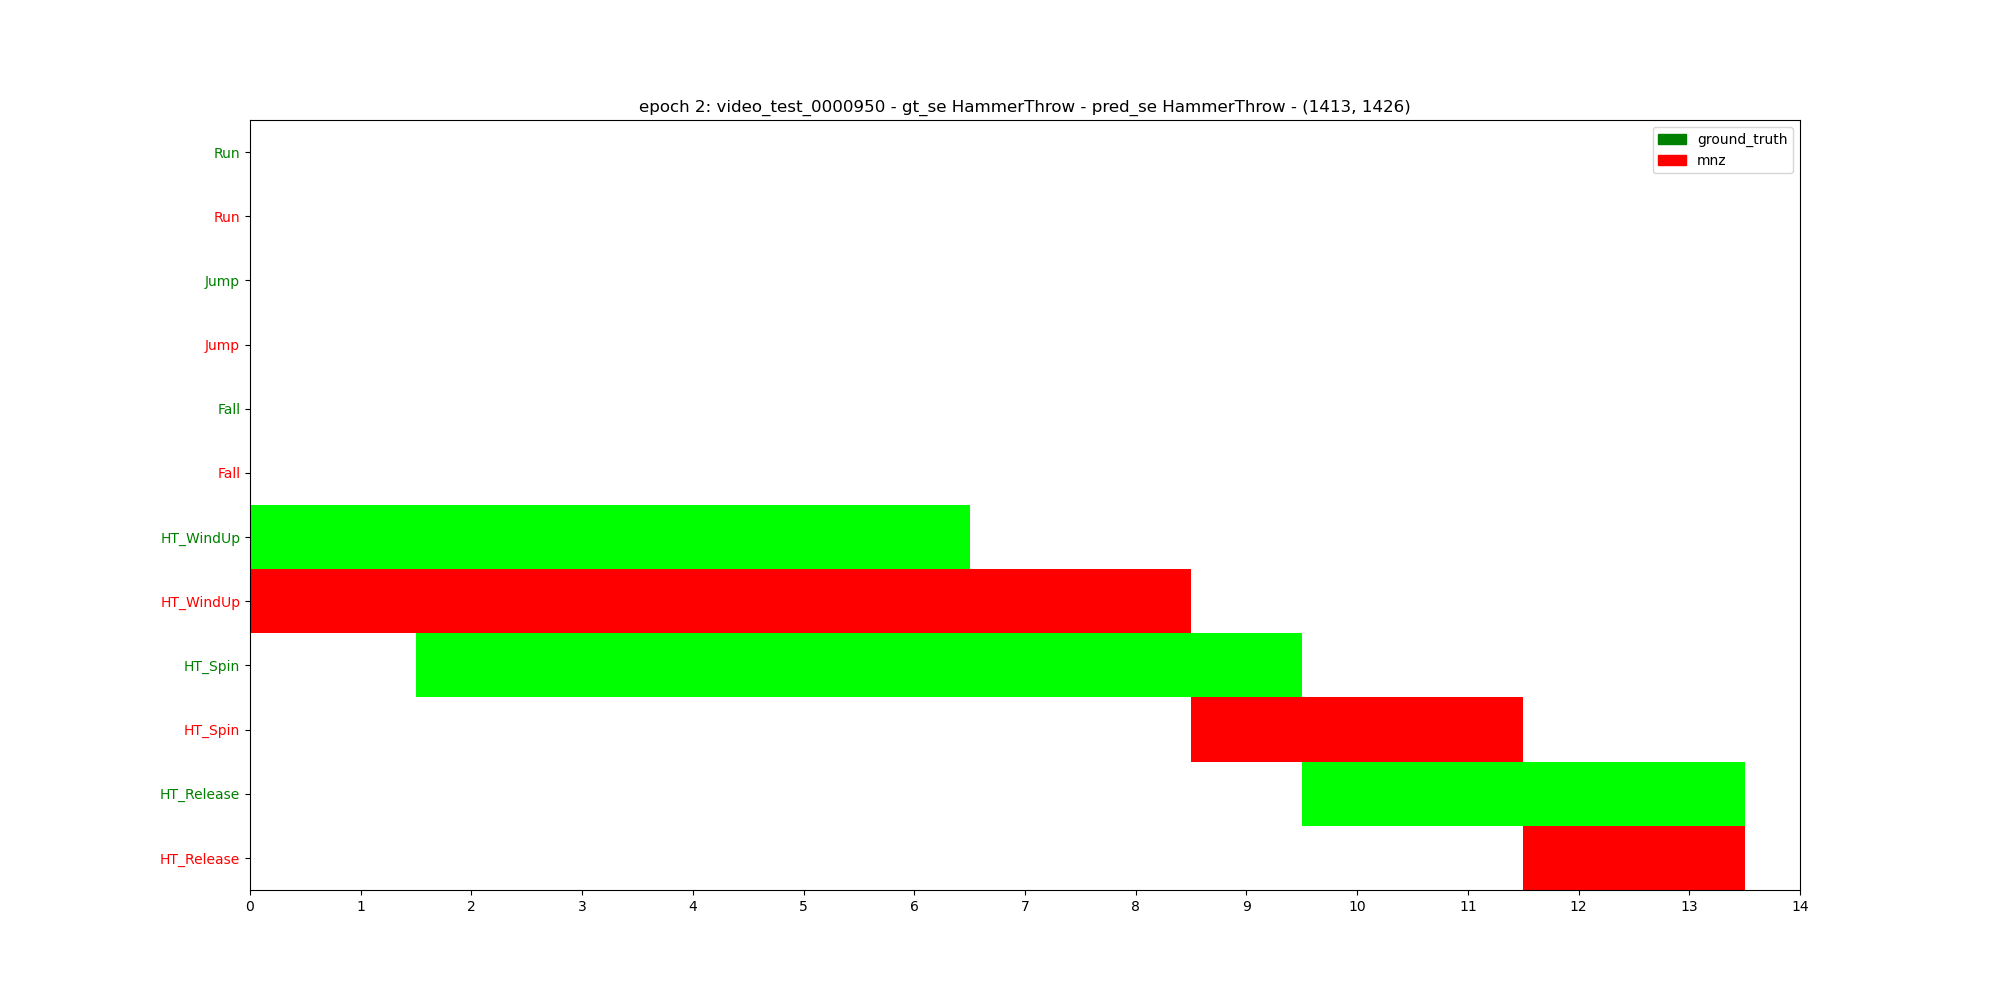 epoch 2: video_test_0000950 - gt_se HammerThrow - pred_se HammerThrow - (1413, 1426)
ground_truth
mnz
Run
Run
Jump
Jump
Fall
Fall
HT_WindUp
HT_WindUp
HT_Spin
HT_Spin
HT_Release
HT_Release
0 1 2 3 4 5 6 7 8 9 10 11 12 13 14